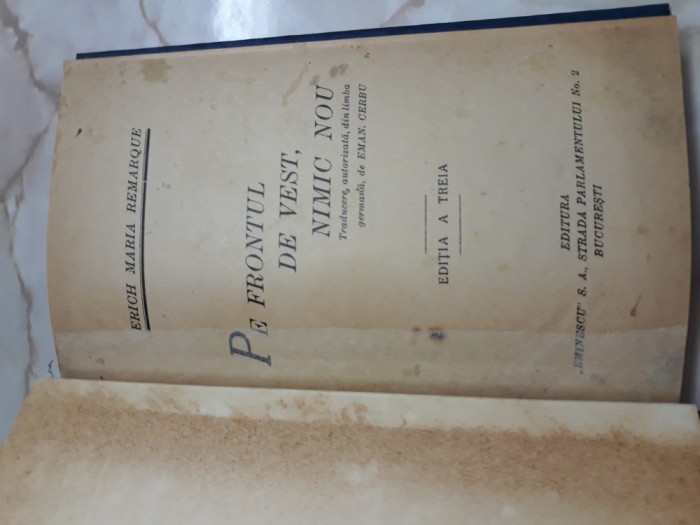 ERICH MARIA REMARQUE
PE FRONTUL
DE VEST,
NIMIC NOU
Traducere, autorizată, din limba
germană, de EMAN. CERBU
EDIȚIA A TREIA
EDITURA
„EMINESCU" S. A., STRADA PARLAMENTULUI No. 2
BUCUREȘTI